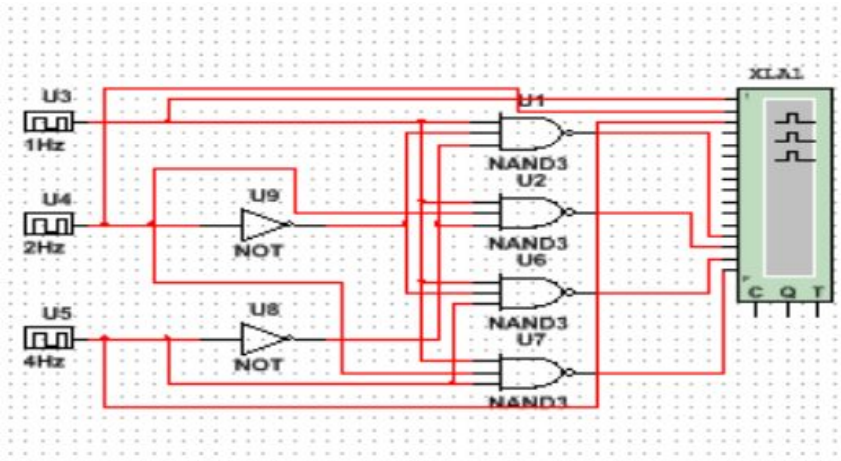 XLA1
U3
1Hz
U1
NAND3
U2
U4
2Hz
U9
NOT
NAND3
U6
U5
4Hz
U8
NOT
NAND3
U7
NAND3
C Q T
1
F